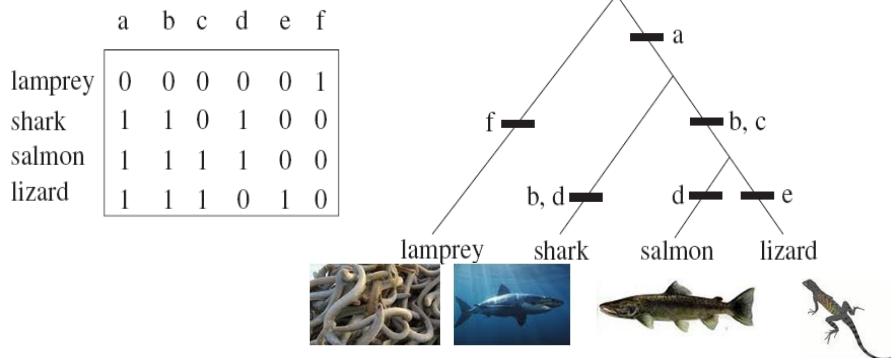 a b c d e f
lamprey 0 0 0 0 0 1
shark 1 1 0 1 0 0
salmon 1 1 1 1 0 0
lizard 1 1 1 0 1 0
a
f
b, c
b, d
d
e
lamprey shark salmon lizard